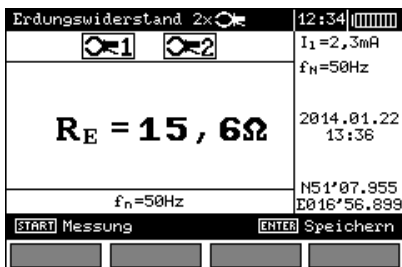 Erdungswiderstand 2x
12:34
1 2
I₁=2,3mA
fN=50Hz
RE = 15,6Ω
2014.01.22
13:36
N51°07.955
E016°56.899
fn=50Hz
START Messung ENTER Speichern